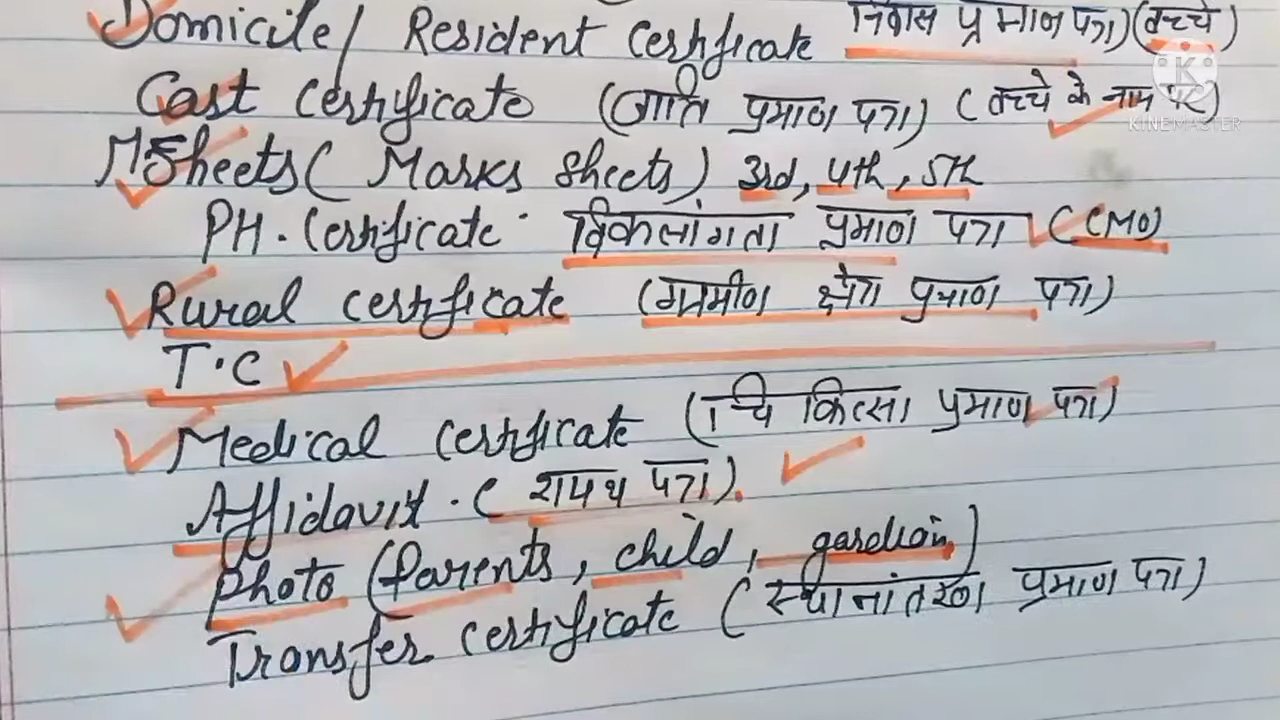 Domicile/ Resident Certificate निवास प्रमाण पत्र)(बच्चे)
Cast Certificate (जाति प्रमाण पत्र) (बच्चे के नाम पर)
KINEMASTER
MSheets( Marks Sheets) 3rd, 4th, 5th
PH. Certificate विकलांगता प्रमाण पत्र (CMO)
Rural certificate (ग्रामीण क्षेत्र प्रमाण पत्र)
T.C
Medical certificate (चिकित्सा प्रमाण पत्र)
Affidavit. (शपथ पत्र).
Photo (Parents, child, gardian)
Transfer certificate (स्थानांतरण प्रमाण पत्र)